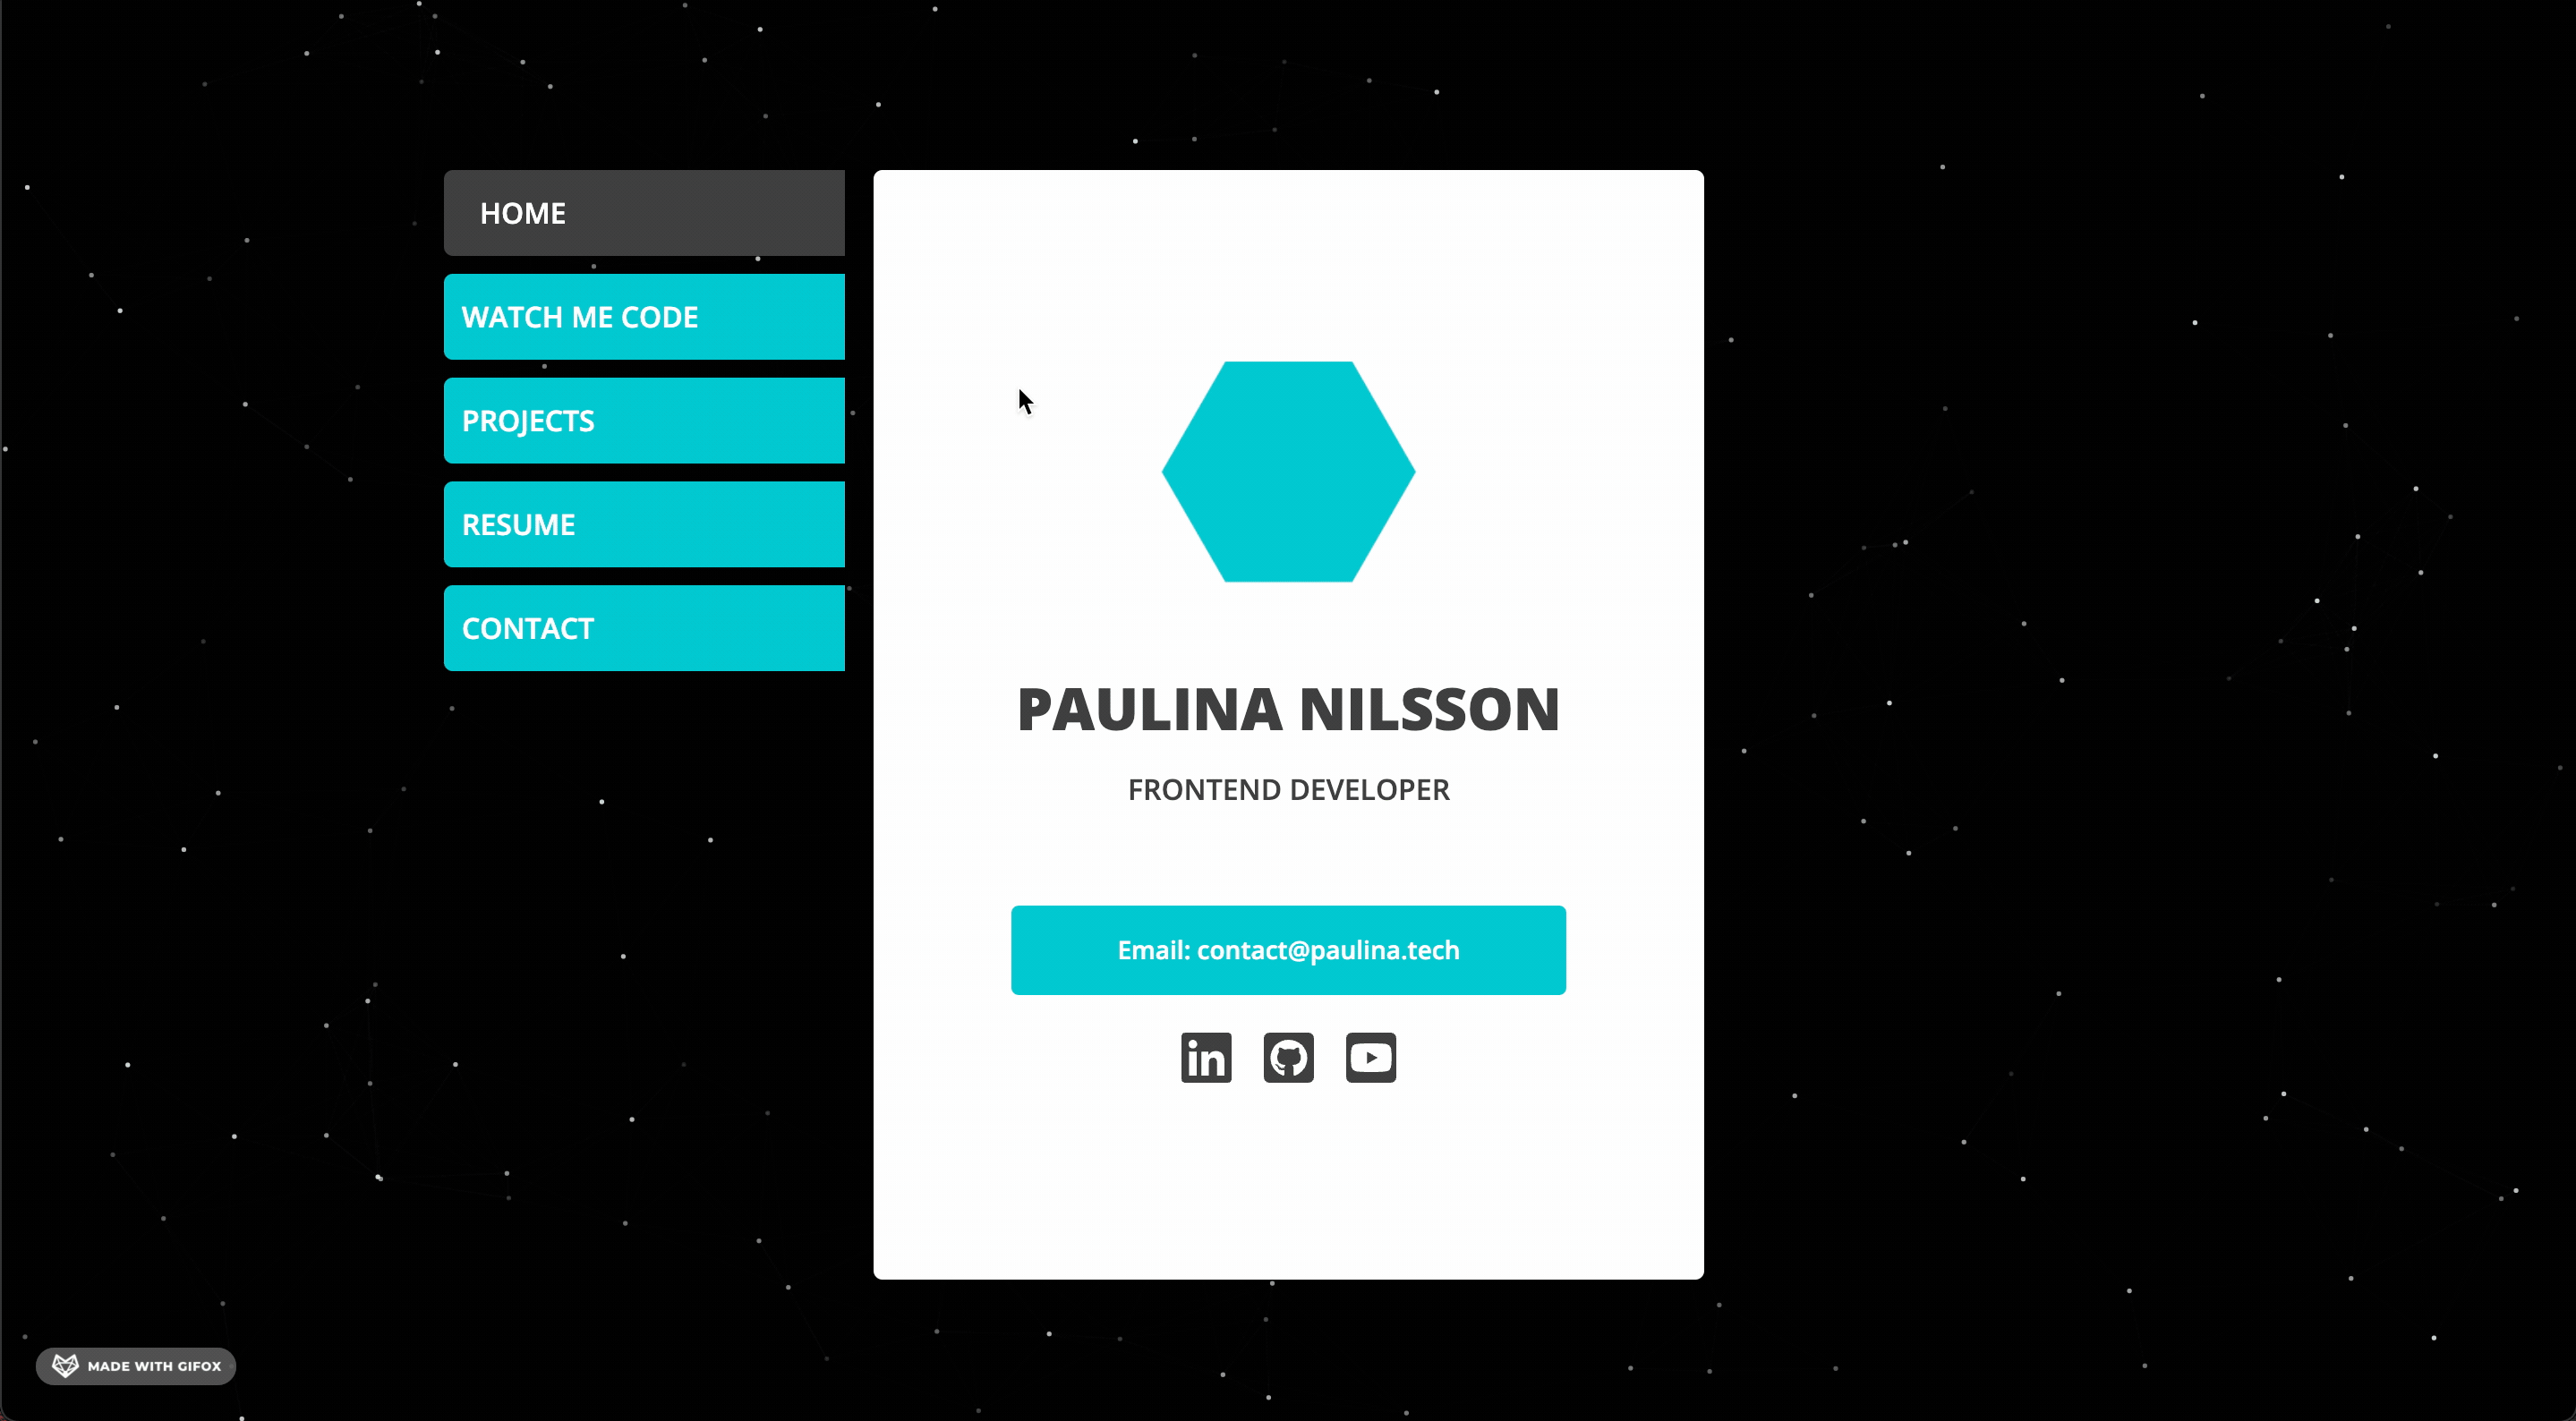 HOME
WATCH ME CODE
PROJECTS
RESUME
CONTACT
PAULINA NILSSON
FRONTEND DEVELOPER
Email: contact@paulina.tech
in
MADE WITH GIFOX